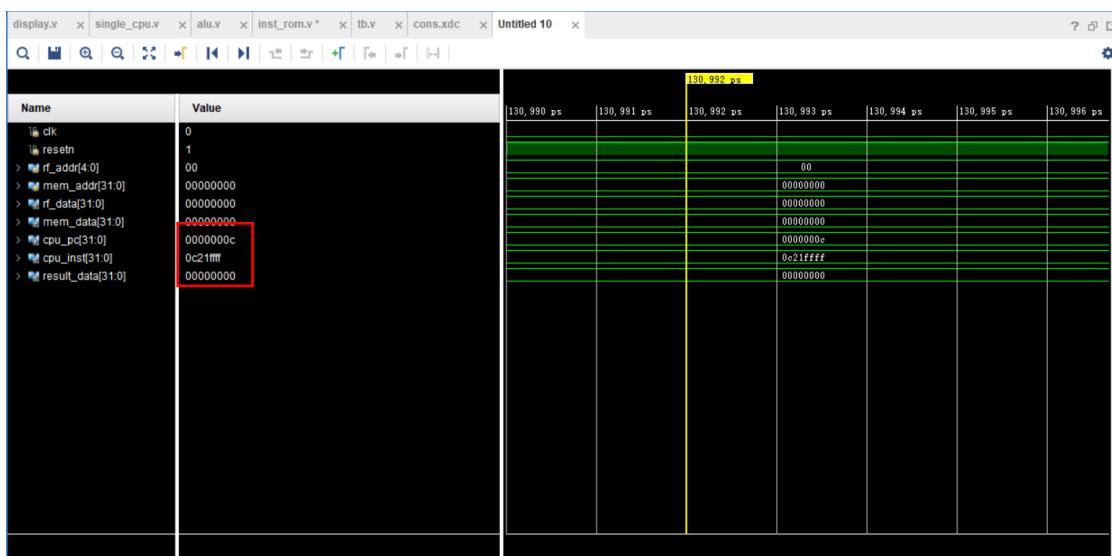 display.v × single_cpu.v × alu.v × inst_rom.v * × tb.v × cons.xdc × Untitled 10 × ?
130,992 ps
Name Value 130,990 ps 130,991 ps 130,992 ps 130,993 ps 130,994 ps 130,995 ps 130,996 ps
clk 0
resetn 1
> rf_addr[4:0] 00 00
> mem_addr[31:0] 00000000 00000000
> rf_data[31:0] 00000000 00000000
> mem_data[31:0] 00000000 00000000
> cpu_pc[31:0] 0000000c 0000000c
> cpu_inst[31:0] 0c21ffff 0c21ffff
> result_data[31:0] 00000000 00000000